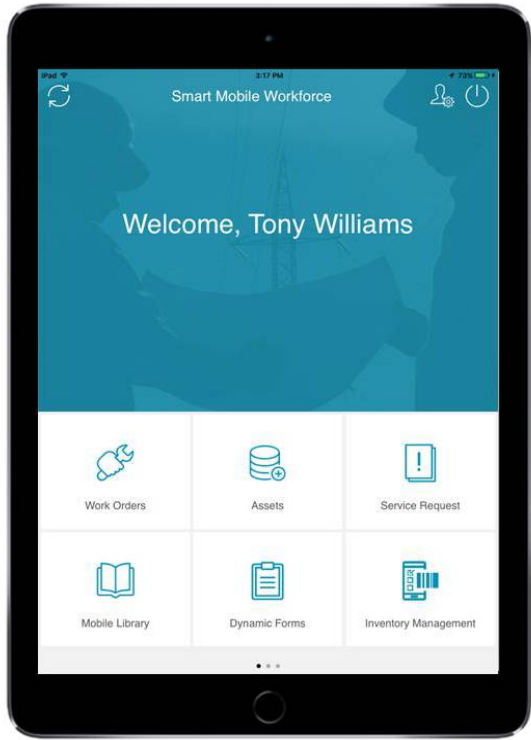 iPad
3:17 PM
73%
Smart Mobile Workforce
Welcome, Tony Williams
Work Orders
Assets
Service Request
Mobile Library
Dynamic Forms
Inventory Management